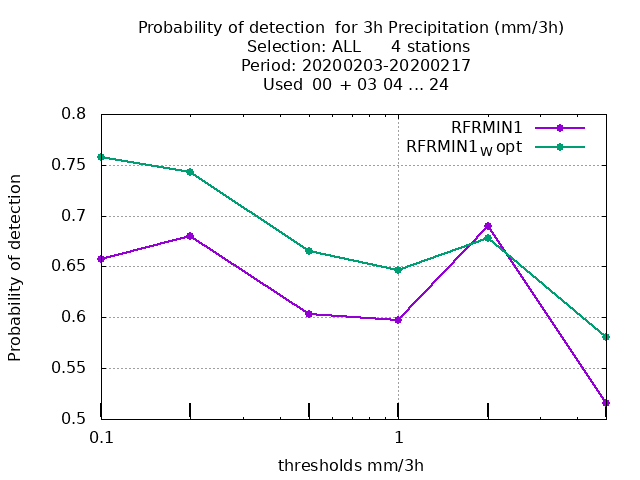 Probability of detection  for 3h Precipitation (mm/3h)
Selection: ALL      4 stations
Period: 20200203-20200217
Used  00 + 03 04 ... 24
RFRMIN1
RFRMIN1W opt
Probability of detection
0.8
0.75
0.7
0.65
0.6
0.55
0.5
0.1
1
thresholds mm/3h